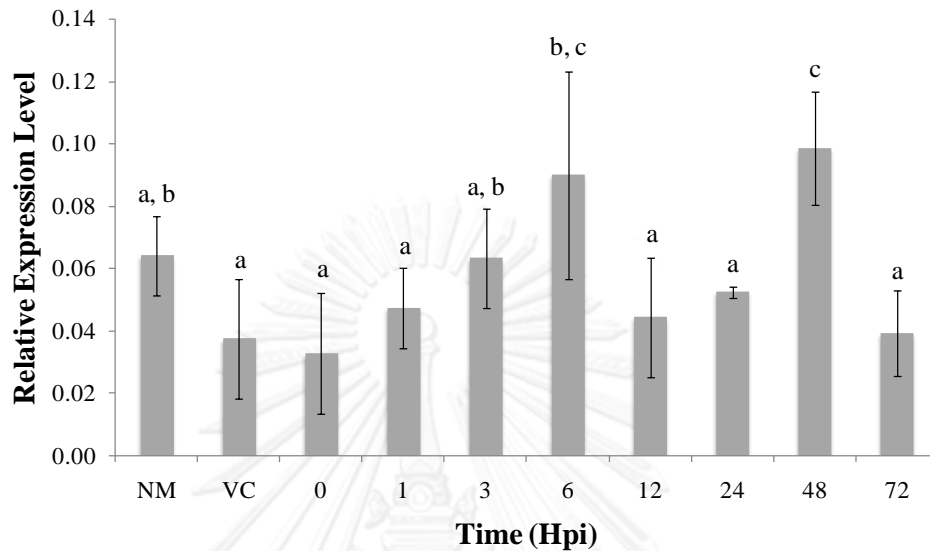 0.14
0.12
0.10
0.08
0.06
0.04
0.02
0.00
Relative Expression Level
a, b
a
a
a
a, b
b, c
a
a
c
a
NM VC 0 1 3 6 12 24 48 72
Time (Hpi)